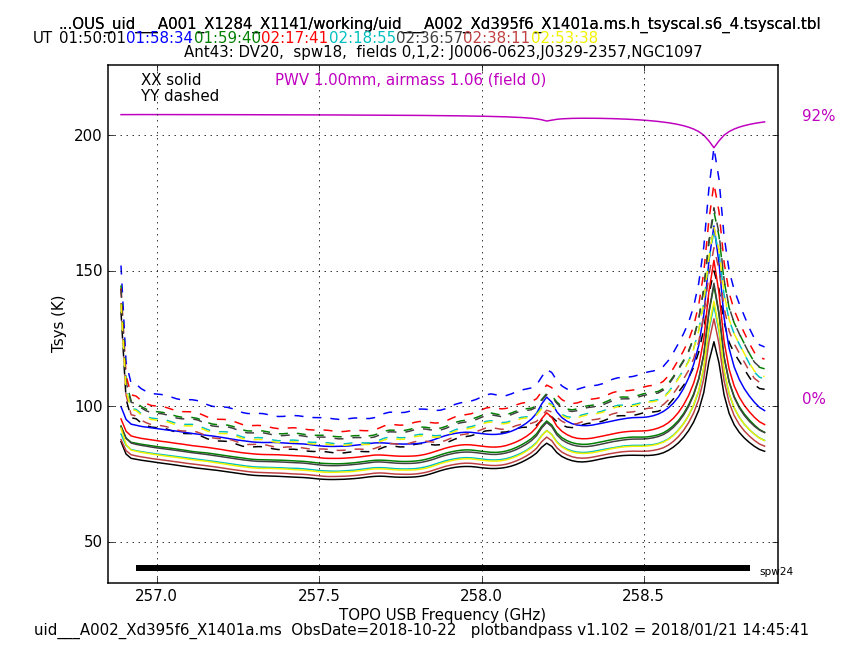 ...OUS_uid___A001_X1284_X1141/working/uid___A002_Xd395f6_X1401a.ms.h_tsyscal.s6_4.tsyscal.tbl
UT 01:50:01 01:58:34 01:59:40 02:17:41 02:18:55 02:36:57 02:38:11 02:53:38
Ant43: DV20,  spw18,  fields 0,1,2: J0006-0623,J0329-2357,NGC1097
XX solid
YY dashed
PWV 1.00mm, airmass 1.06 (field 0)
92%
0%
200
150
100
50
Tsys (K)
spw24
257.0 257.5 258.0 258.5
TOPO USB Frequency (GHz)
uid___A002_Xd395f6_X1401a.ms  ObsDate=2018-10-22   plotbandpass v1.102 = 2018/01/21 14:45:41